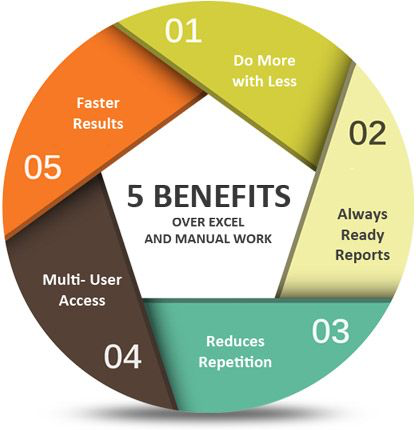 5 BENEFITS
OVER EXCEL
AND MANUAL WORK
01
Do More
with Less
02
Always
Ready
Reports
03
Reduces
Repetition
04
Multi- User
Access
05
Faster
Results